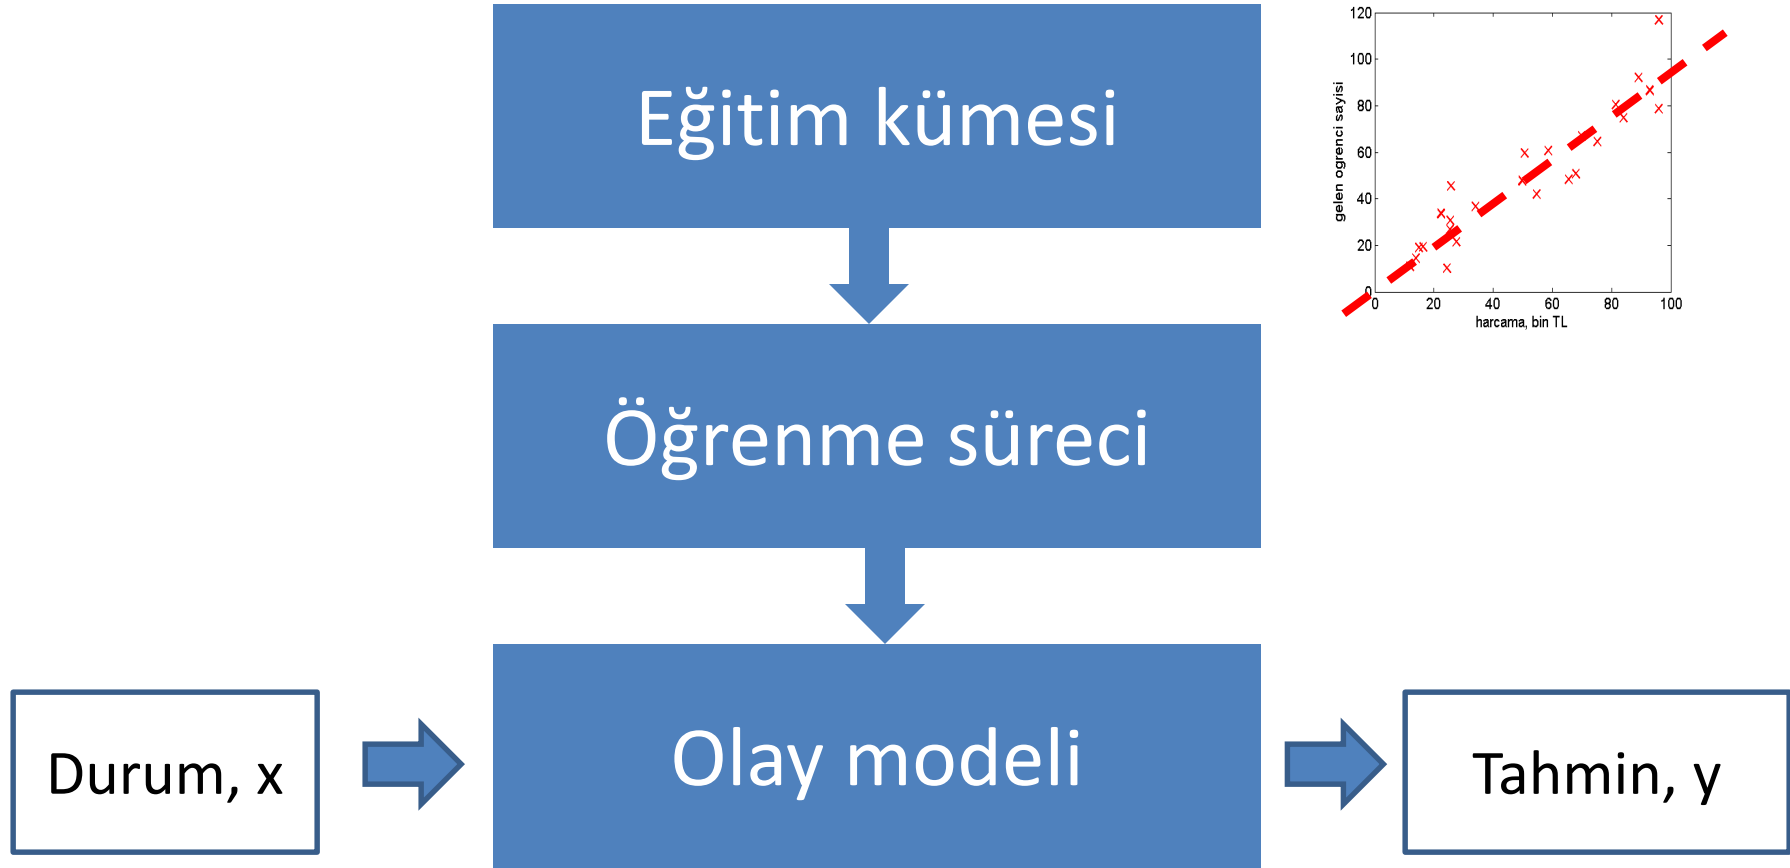 Eğitim kümesi
120
100
80
60
40
20
0
gelen ogrenci sayisi
0 20 40 60 80 100
harcama, bin TL
Öğrenme süreci
Durum, x
Olay modeli
Tahmin, y